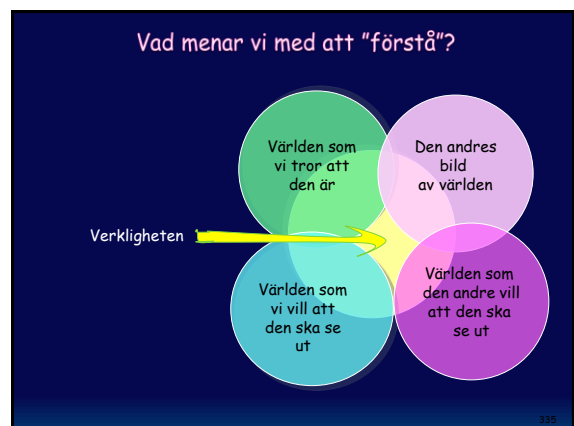 Vad menar vi med att ”förstå”?
Världen som
vi tror att
den är
Den andres
bild
av världen
Verkligheten
Världen som
vi vill att
den ska se
ut
Världen som
den andre vill
att den ska
se ut
335